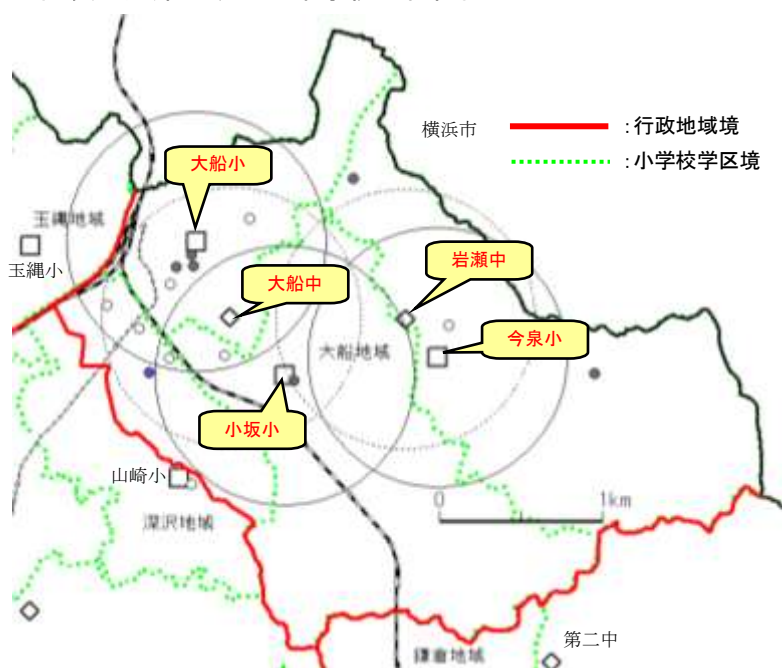 横浜市
:行政地域境
:小学校学区境
大船小
玉縄地域
玉縄小
大船中
岩瀬中
大船地域
今泉小
小坂小
山崎小
0 1km
深沢地域
第二中
鎌倉地域